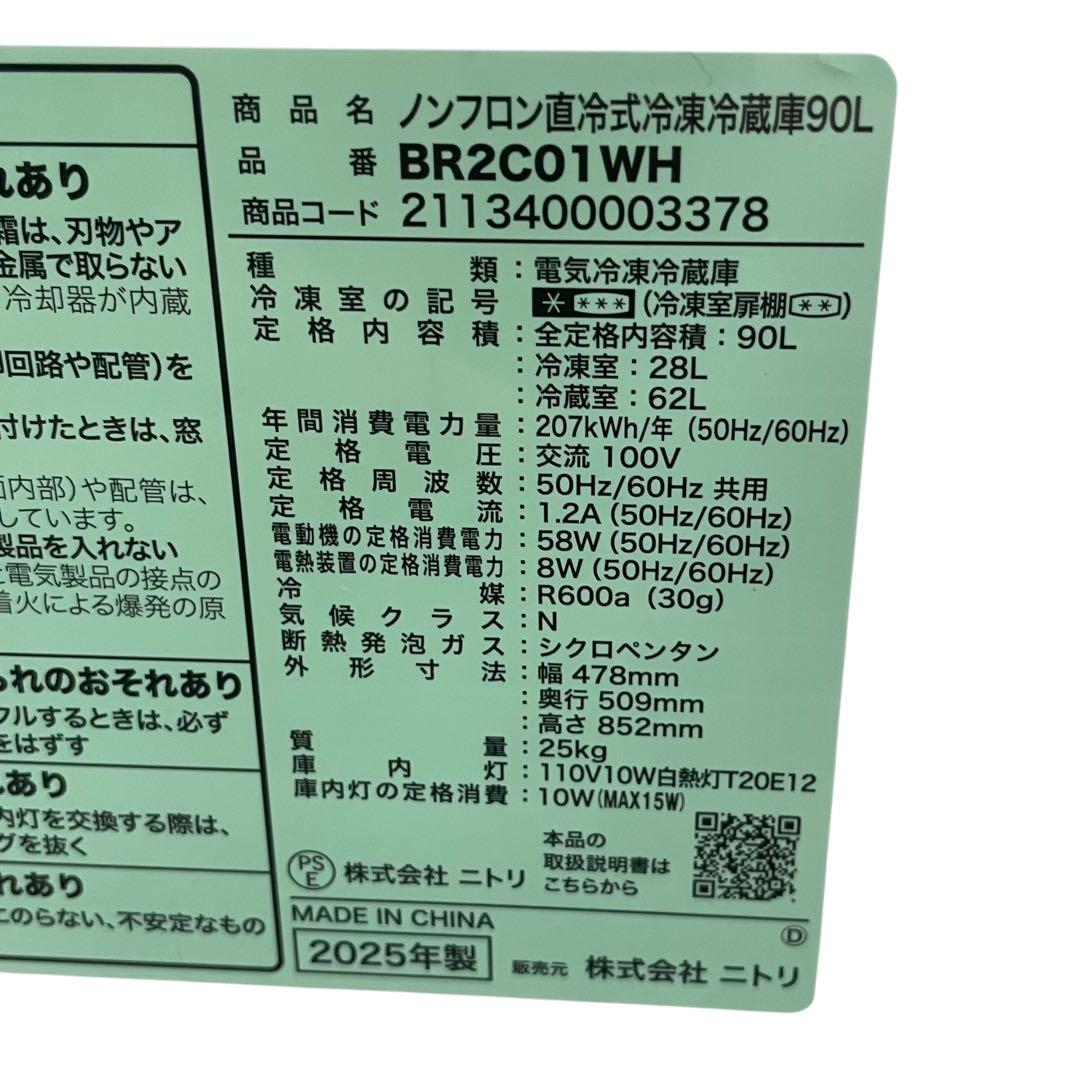 れあり
霜は、刃物やア
金属で取らない
冷却器が内蔵
回路や配管)を
付けたときは、窓
面内部)や配管は、
しています。
製品を入れない
と電気製品の接点の
着火による爆発の原
られのおそれあり
クルするときは、必ず
をはずす
れあり
内灯を交換する際は、
グを抜く
れあり
にのらない、不安定なもの
商品名 ノンフロン直冷式冷凍冷蔵庫90L
品番 BR2C01WH
商品コード 2113400003378
種類:電気冷凍冷蔵庫
冷凍室の記号 * *** (冷凍室扉棚**)
定格内容積:全定格内容積:90L
:冷凍室:28L
:冷蔵室:62L
年間消費電力量:207kWh/年 (50Hz/60Hz)
定格電圧:交流 100V
定格周波数:50Hz/60Hz 共用
定格電流:1.2A (50Hz/60Hz)
電動機の定格消費電力:58W (50Hz/60Hz)
電熱装置の定格消費電力:8W (50Hz/60Hz)
冷媒:R600a (30g)
気候クラス:N
断熱発泡ガス:シクロペンタン
外形寸法:幅 478mm
:奥行 509mm
:高さ 852mm
質量:25kg
庫内灯:110V10W白熱灯T20E12
庫内灯の定格消費:10W(MAX15W)
本品の
取扱説明書は
こちらから
PSE 株式会社 ニトリ
MADE IN CHINA
D
2025年製 販売元 株式会社 ニトリ